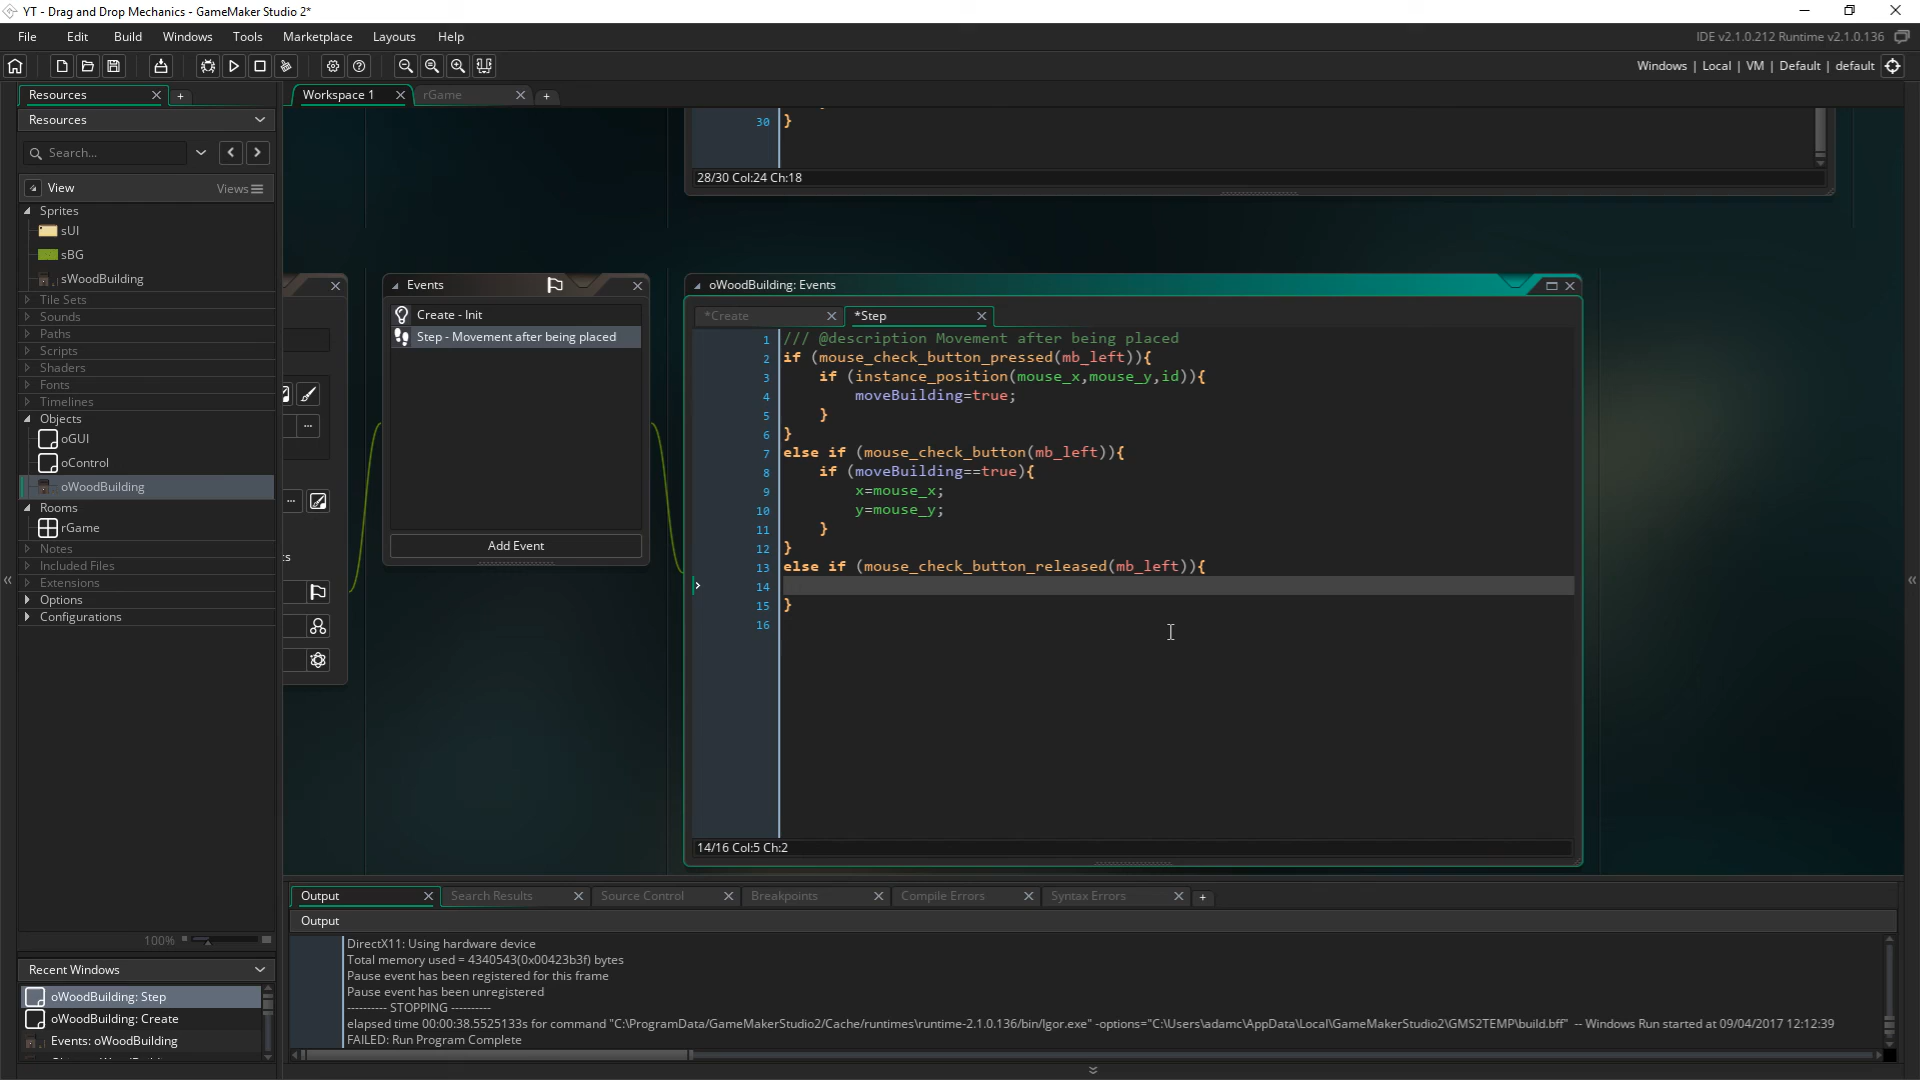 YT - Drag and Drop Mechanics - GameMaker Studio 2*
File Edit Build Windows Tools Marketplace Layouts Help
IDE v2.1.0.212 Runtime v2.1.0.136
Windows | Local | VM | Default | default
Resources
Workspace 1
rGame
Resources
Search...
View
Views
Sprites
sUI
sBG
sWoodBuilding
Tile Sets
Sounds
Paths
Scripts
Shaders
Fonts
Timelines
Objects
oGUI
oControl
oWoodBuilding
Rooms
rGame
Notes
Included Files
Extensions
Options
Configurations
100%
Recent Windows
oWoodBuilding: Step
oWoodBuilding: Create
Events: oWoodBuilding
Events
Create - Init
Step - Movement after being placed
Add Event
30 }
28/30 Col:24 Ch:18
oWoodBuilding: Events
*Create
*Step
1 /// @description Movement after being placed
2 if (mouse_check_button_pressed(mb_left)){
3 if (instance_position(mouse_x,mouse_y,id)){
4 moveBuilding=true;
5 }
6 }
7 else if (mouse_check_button(mb_left)){
8 if (moveBuilding==true){
9 x=mouse_x;
10 y=mouse_y;
11 }
12 }
13 else if (mouse_check_button_released(mb_left)){
14
15 }
16
14/16 Col:5 Ch:2
Output
Search Results
Source Control
Breakpoints
Compile Errors
Syntax Errors
Output
DirectX11: Using hardware device
Total memory used = 4340543(0x00423b3f) bytes
Pause event has been registered for this frame
Pause event has been unregistered
---------- STOPPING ----------
elapsed time 00:00:38.5525133s for command "C:\ProgramData/GameMakerStudio2/Cache/runtimes\runtime-2.1.0.136/bin/Igor.exe" -options="C:\Users\adamc\AppData\Local\GameMakerStudio2\GMS2TEMP\build.bff" -- Windows Run started at 09/04/2017 12:12:39
FAILED: Run Program Complete